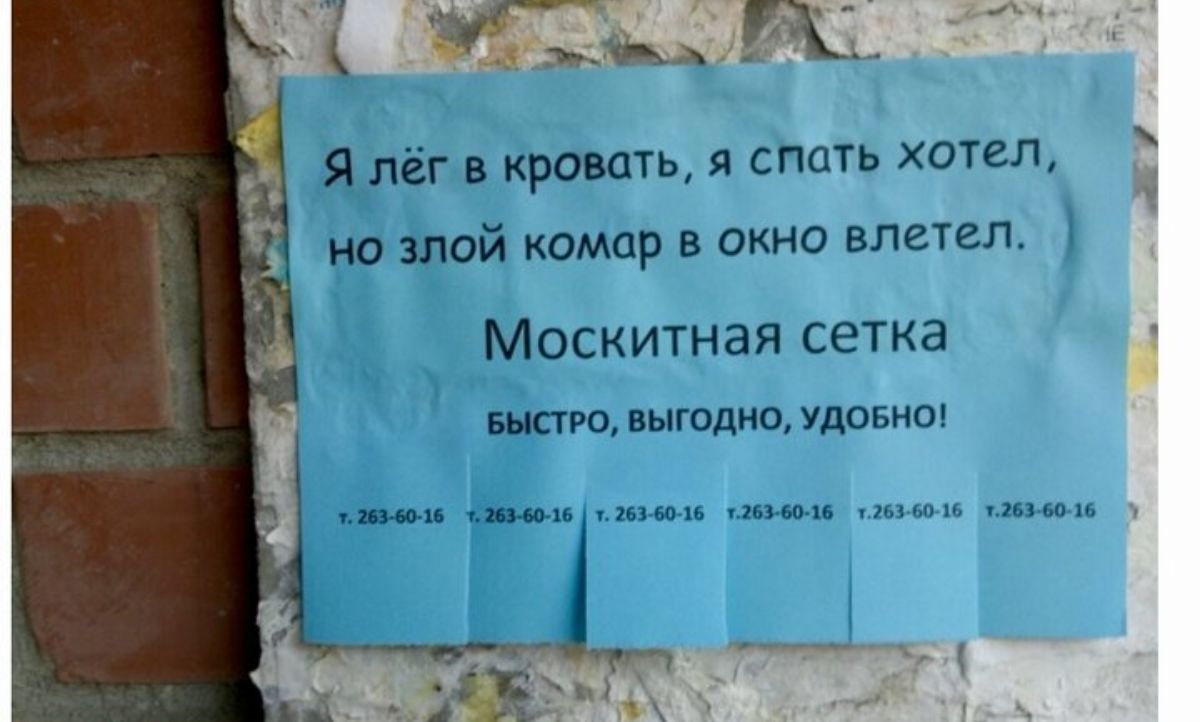 Я лёг в кровать, я спать хотел,
но злой комар в окно влетел.
Москитная сетка
БЫСТРО, ВЫГОДНО, УДОБНО!
т. 263-60-16 т. 263-60-16 т. 263-60-16 т.263-60-16 т.263-60-16 т.263-60-16